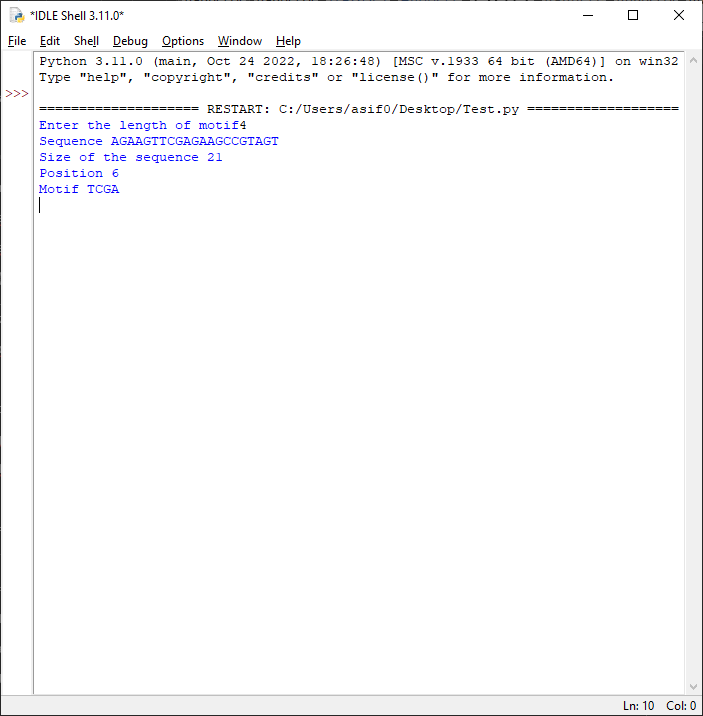 *IDLE Shell 3.11.0*
File Edit Shell Debug Options Window Help
Python 3.11.0 (main, Oct 24 2022, 18:26:48) [MSC v.1933 64 bit (AMD64)] on win32
Type "help", "copyright", "credits" or "license()" for more information.
>>>
==================== RESTART: C:/Users/asif0/Desktop/Test.py ===================
Enter the length of motif4
Sequence AGAAGTTCGAGAAGCCGTAGT
Size of the sequence 21
Position 6
Motif TCGA
Ln: 10 Col: 0